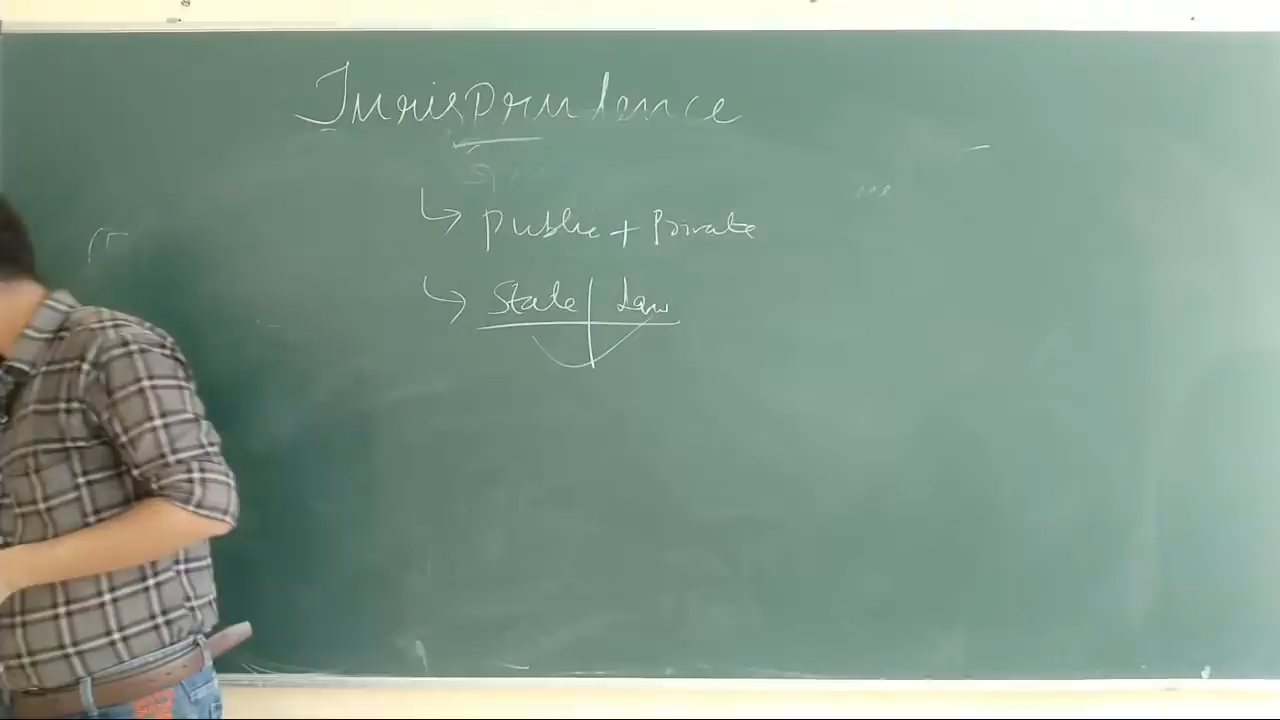 Jurisprudence
↳ Public + Private
↳ State | Law